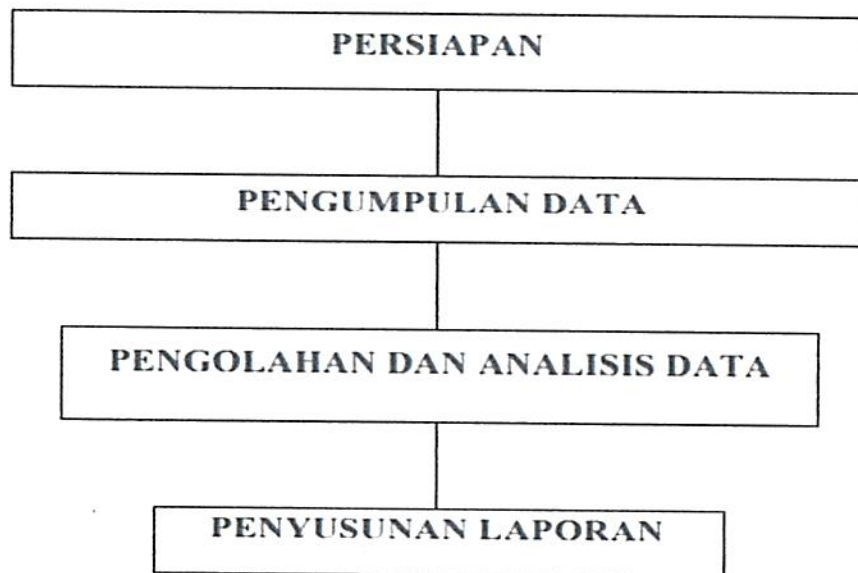 PERSIAPAN
PENGUMPULAN DATA
PENGOLAHAN DAN ANALISIS DATA
PENYUSUNAN LAPORAN